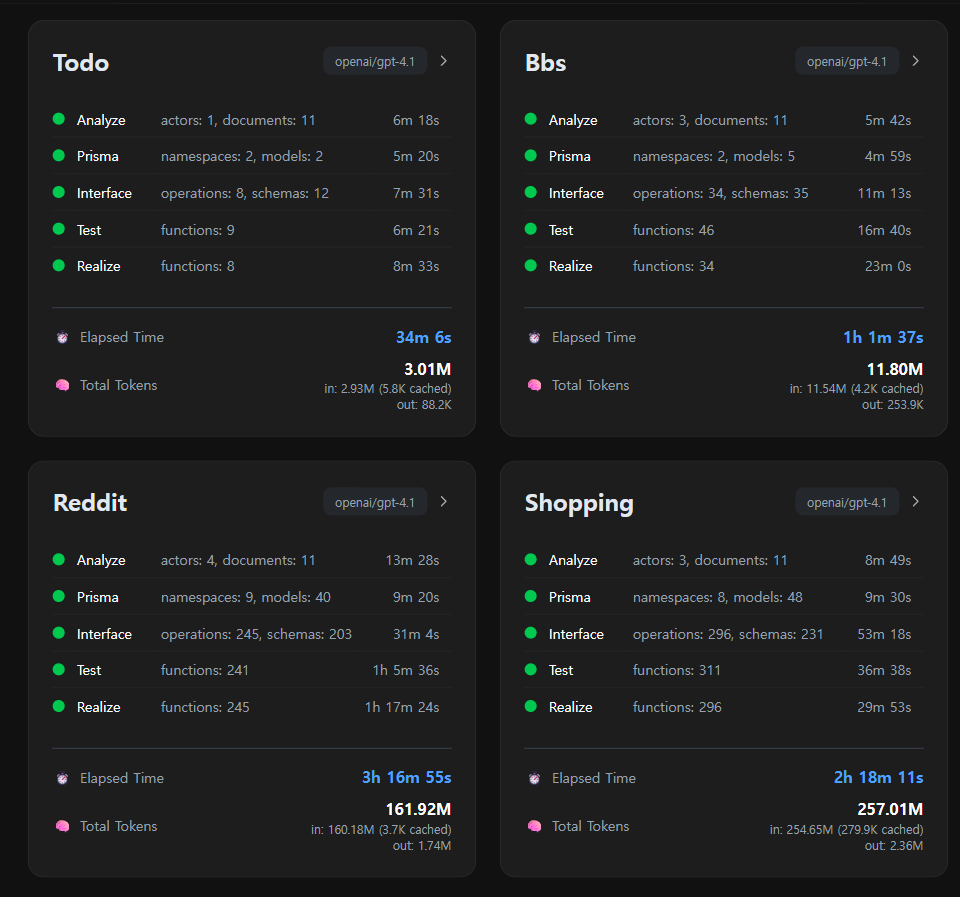 Todo openai/gpt-4.1
Analyze actors: 1, documents: 11 6m 18s
Prisma namespaces: 2, models: 2 5m 20s
Interface operations: 8, schemas: 12 7m 31s
Test functions: 9 6m 21s
Realize functions: 8 8m 33s
Elapsed Time 34m 6s
Total Tokens 3.01M
in: 2.93M (5.8K cached)
out: 88.2K
Bbs openai/gpt-4.1
Analyze actors: 3, documents: 11 5m 42s
Prisma namespaces: 2, models: 5 4m 59s
Interface operations: 34, schemas: 35 11m 13s
Test functions: 46 16m 40s
Realize functions: 34 23m 0s
Elapsed Time 1h 1m 37s
Total Tokens 11.80M
in: 11.54M (4.2K cached)
out: 253.9K
Reddit openai/gpt-4.1
Analyze actors: 4, documents: 11 13m 28s
Prisma namespaces: 9, models: 40 9m 20s
Interface operations: 245, schemas: 203 31m 4s
Test functions: 241 1h 5m 36s
Realize functions: 245 1h 17m 24s
Elapsed Time 3h 16m 55s
Total Tokens 161.92M
in: 160.18M (3.7K cached)
out: 1.74M
Shopping openai/gpt-4.1
Analyze actors: 3, documents: 11 8m 49s
Prisma namespaces: 8, models: 48 9m 30s
Interface operations: 296, schemas: 231 53m 18s
Test functions: 311 36m 38s
Realize functions: 296 29m 53s
Elapsed Time 2h 18m 11s
Total Tokens 257.01M
in: 254.65M (279.9K cached)
out: 2.36M